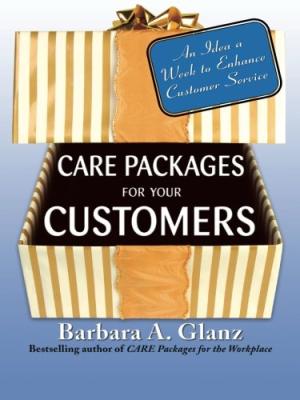 An Idea a
Week to Enhance
Customer Service
CARE PACKAGES
FOR YOUR
CUSTOMERS
Barbara A. Glanz
Bestselling author of CARE Packages for the Workplace